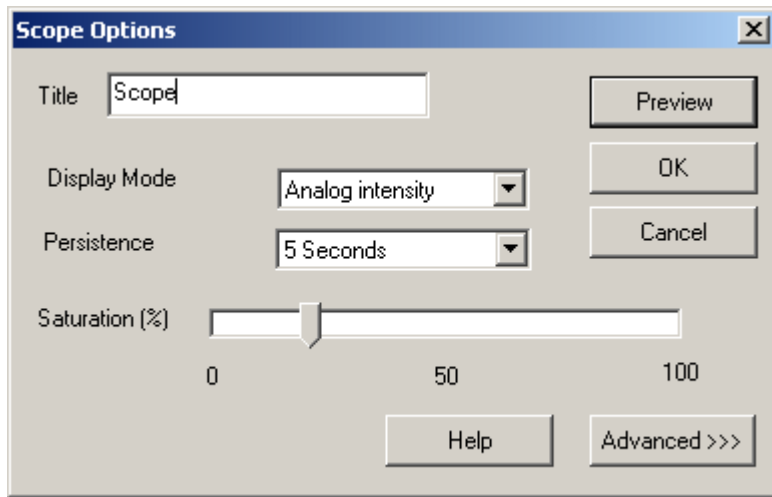 Scope Options
Title Scope Preview
Display Mode Analog intensity OK
Persistence 5 Seconds Cancel
Saturation (%)
0 50 100
Help Advanced >>>